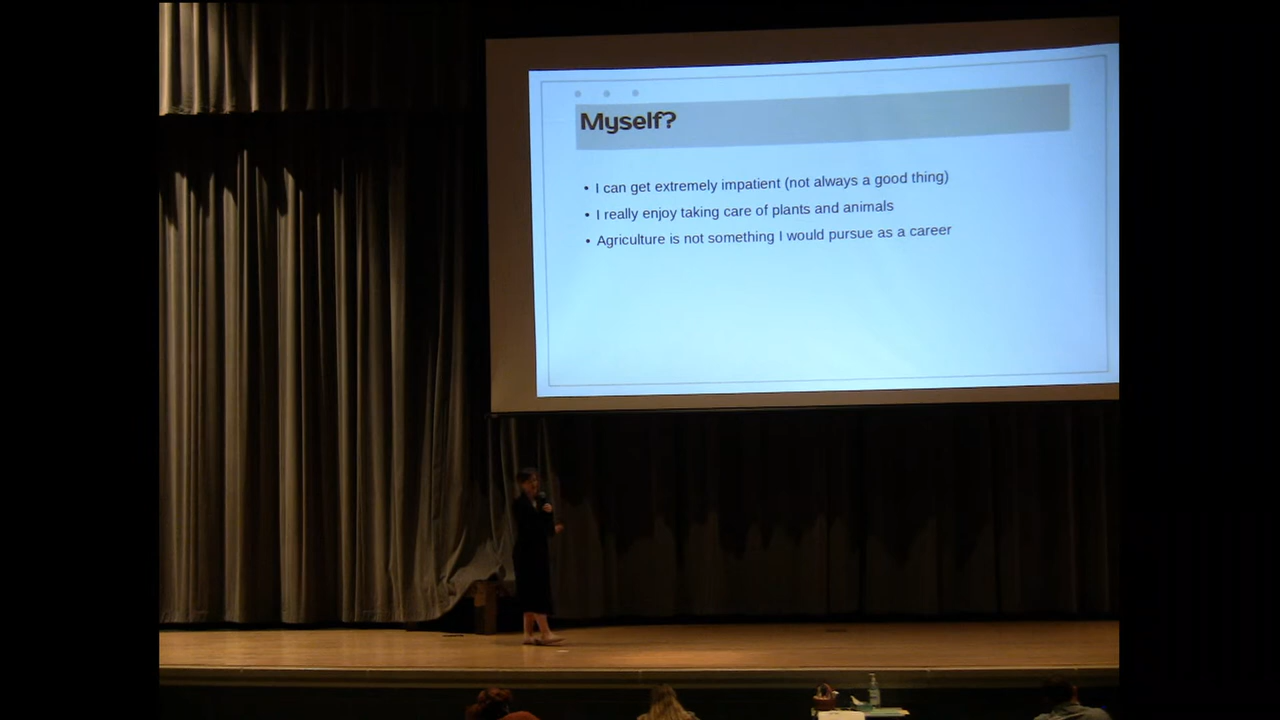 Myself?
• I can get extremely impatient (not always a good thing)
• I really enjoy taking care of plants and animals
• Agriculture is not something I would pursue as a career